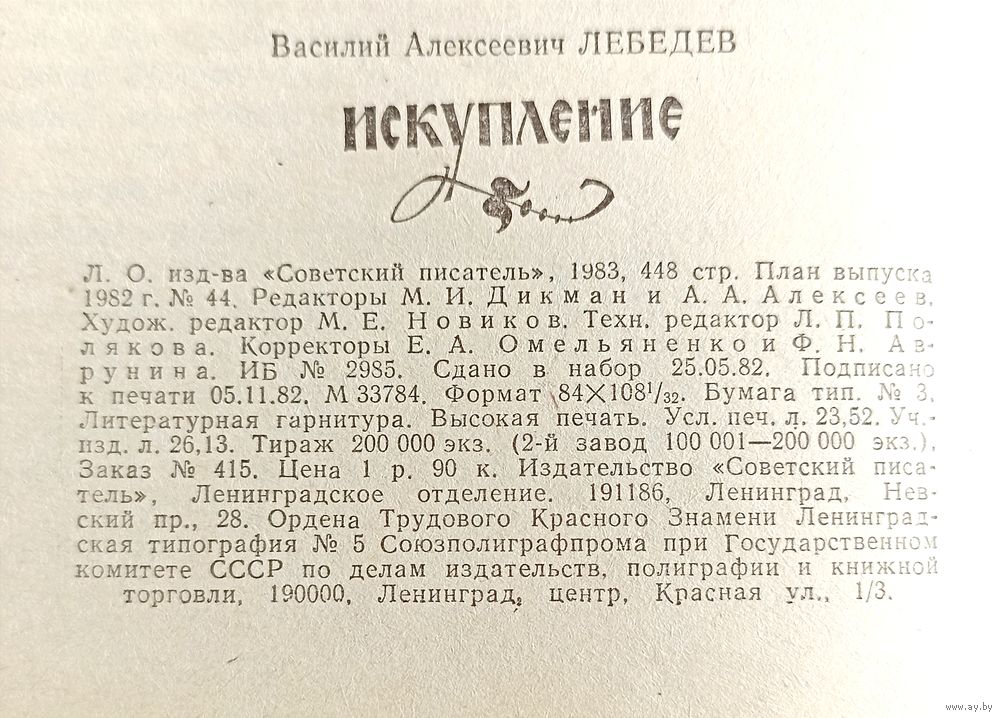 Василий Алексеевич ЛЕБЕДЕВ
ИСКУПЛЕНИЕ
Л. О. изд-ва «Советский писатель», 1983, 448 стр. План выпуска
1982 г. № 44. Редакторы М. И. Дикман и А. А. Алексеев.
Худож. редактор М. Е. Новиков. Техн. редактор Л. П. По-
лякова. Корректоры Е. А. Омельяненко и Ф. Н. Ав-
рунина. ИБ № 2985. Сдано в набор 25.05.82. Подписано
к печати 05.11.82. М 33784. Формат 84×108¹/₃₂. Бумага тип. № 3.
Литературная гарнитура. Высокая печать. Усл. печ. л. 23,52. Уч.-
изд. л. 26,13. Тираж 200 000 экз. (2-й завод 100 001—200 000 экз.).
Заказ № 415. Цена 1 р. 90 к. Издательство «Советский писа-
тель», Ленинградское отделение. 191186, Ленинград, Нев-
ский пр., 28. Ордена Трудового Красного Знамени Ленинград-
ская типография № 5 Союзполиграфпрома при Государственном
комитете СССР по делам издательств, полиграфии и книжной
торговли, 190000, Ленинград, центр, Красная ул., 1/3.
www.ay.by